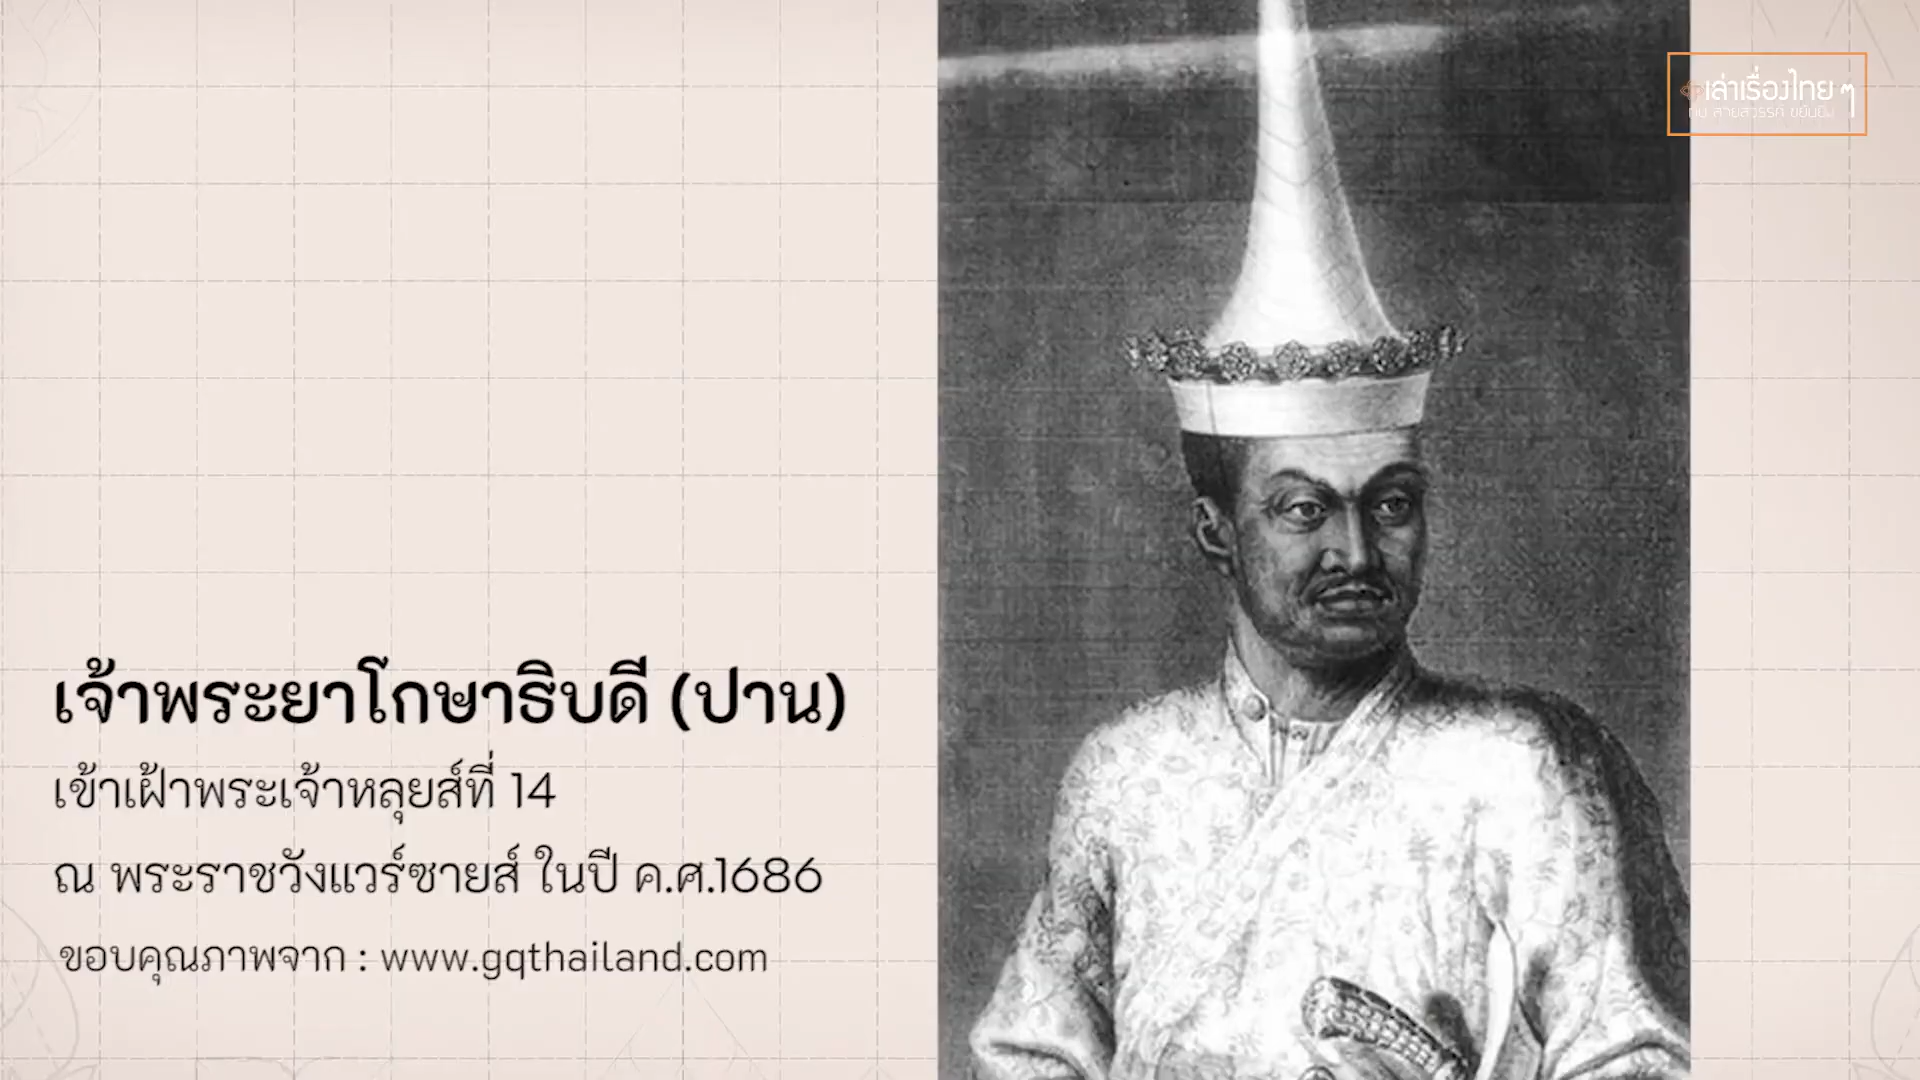 เล่าเรื่องไทย ๆ
เจ้าพระยาโกษาธิบดี (ปาน)
เข้าเฝ้าพระเจ้าหลุยส์ที่ 14
ณ พระราชวังแวร์ซายส์ ในปี ค.ศ.1686
ขอบคุณภาพจาก : www.gqthailand.com